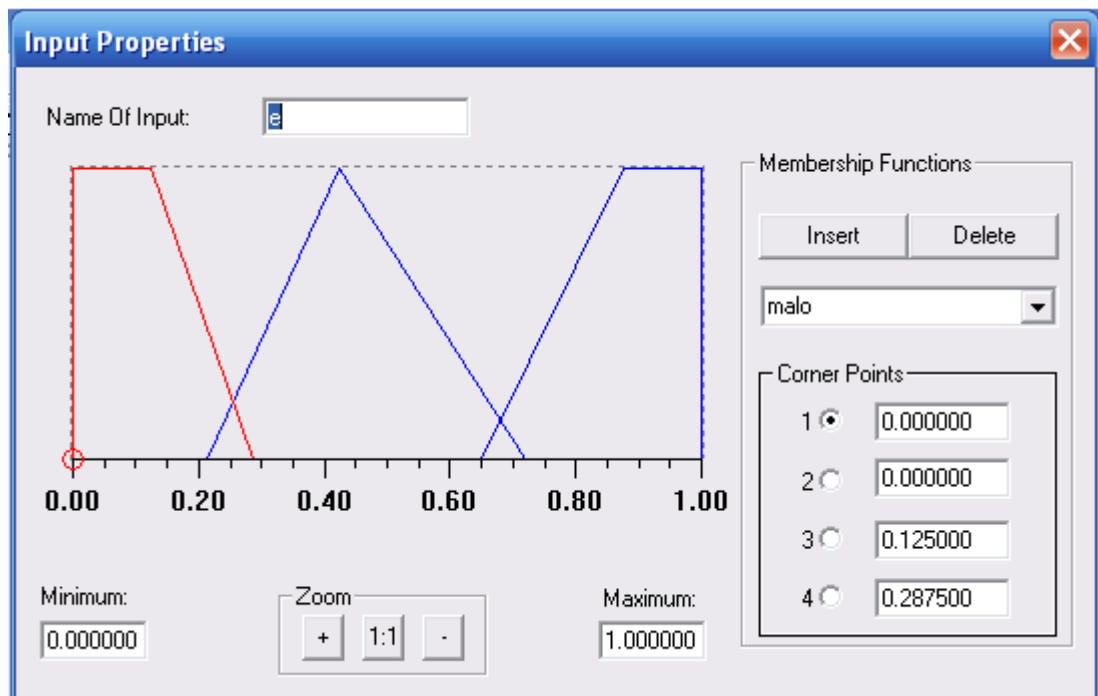 Input Properties
Name Of Input:
e
Membership Functions
Insert
Delete
malo
Corner Points
1
0.000000
2
0.000000
3
0.125000
4
0.287500
0.00 0.20 0.40 0.60 0.80 1.00
Minimum:
0.000000
Zoom
+
1:1
-
Maximum:
1.000000